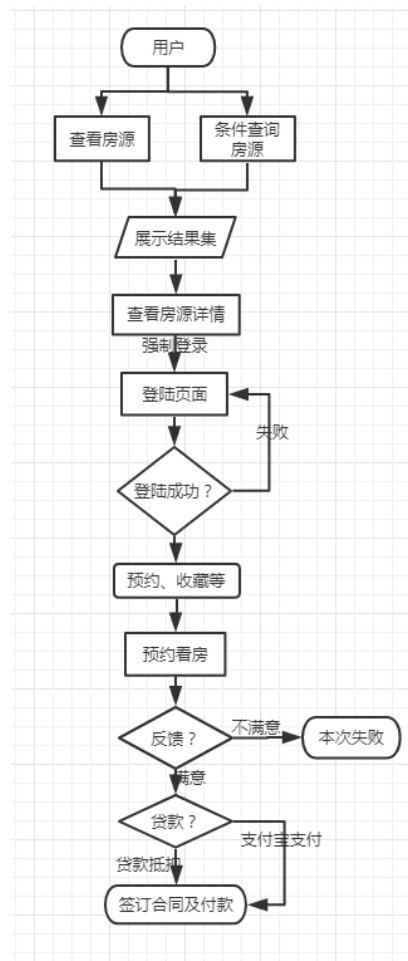 用户
查看房源
条件查询
房源
展示结果集
查看房源详情
强制登录
登陆页面
失败
登陆成功？
预约、收藏等
预约看房
反馈？
不满意
本次失败
满意
贷款？
支付宝支付
贷款抵扣
签订合同及付款